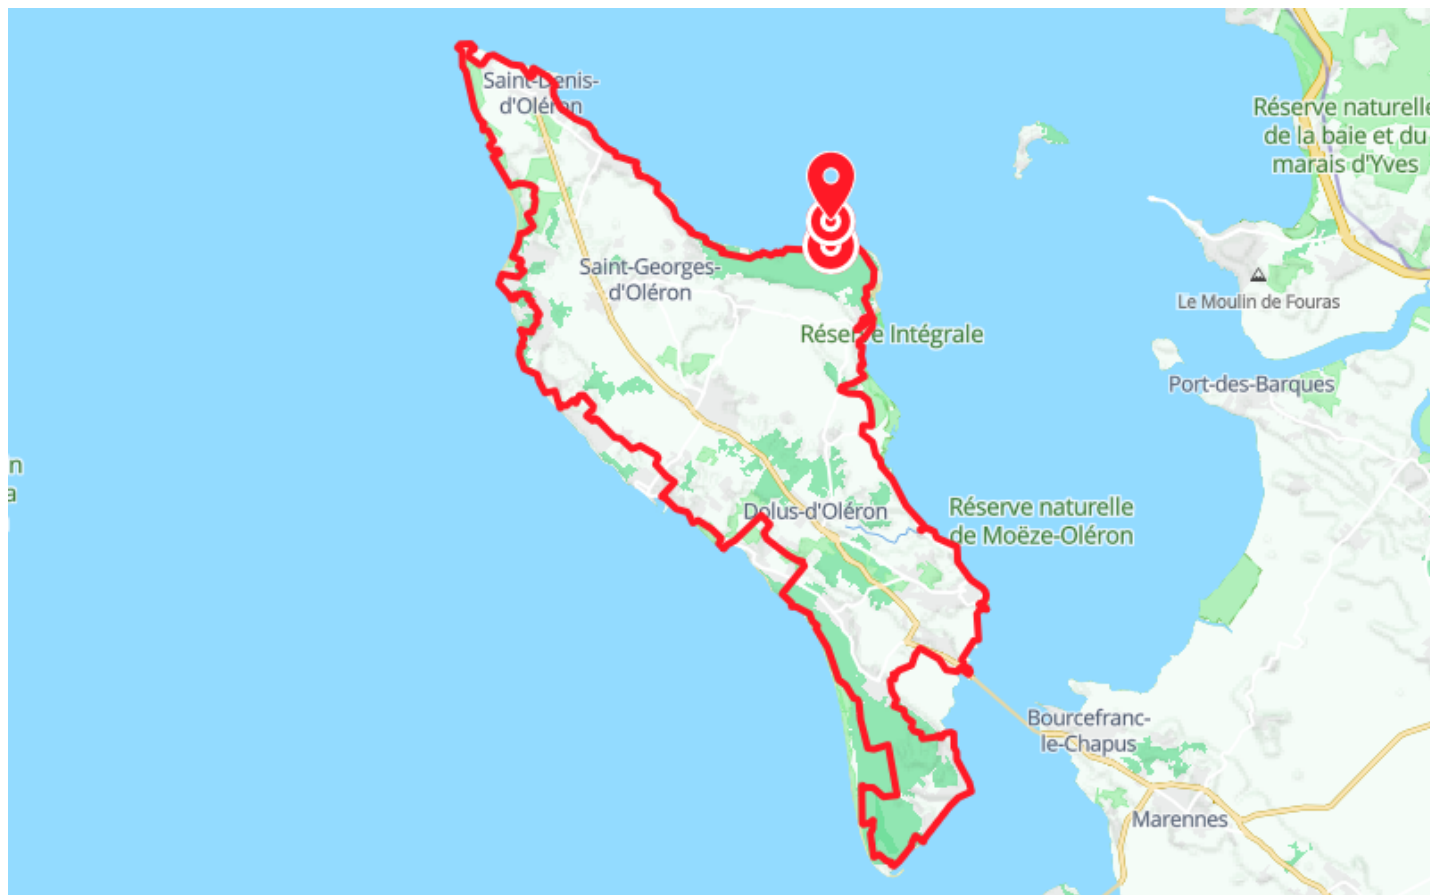 Saint-Denis-
d'Oléron
Réserve naturelle
de la baie et du
marais d'Yves
Saint-Georges-
d'Oléron
Le Moulin de Fouras
Réserve Intégrale
Port-des-Barques
n
a
Dolus-d'Oléron
Réserve naturelle
de Moëze-Oléron
Bourcefranc-
le-Chapus
Marennes